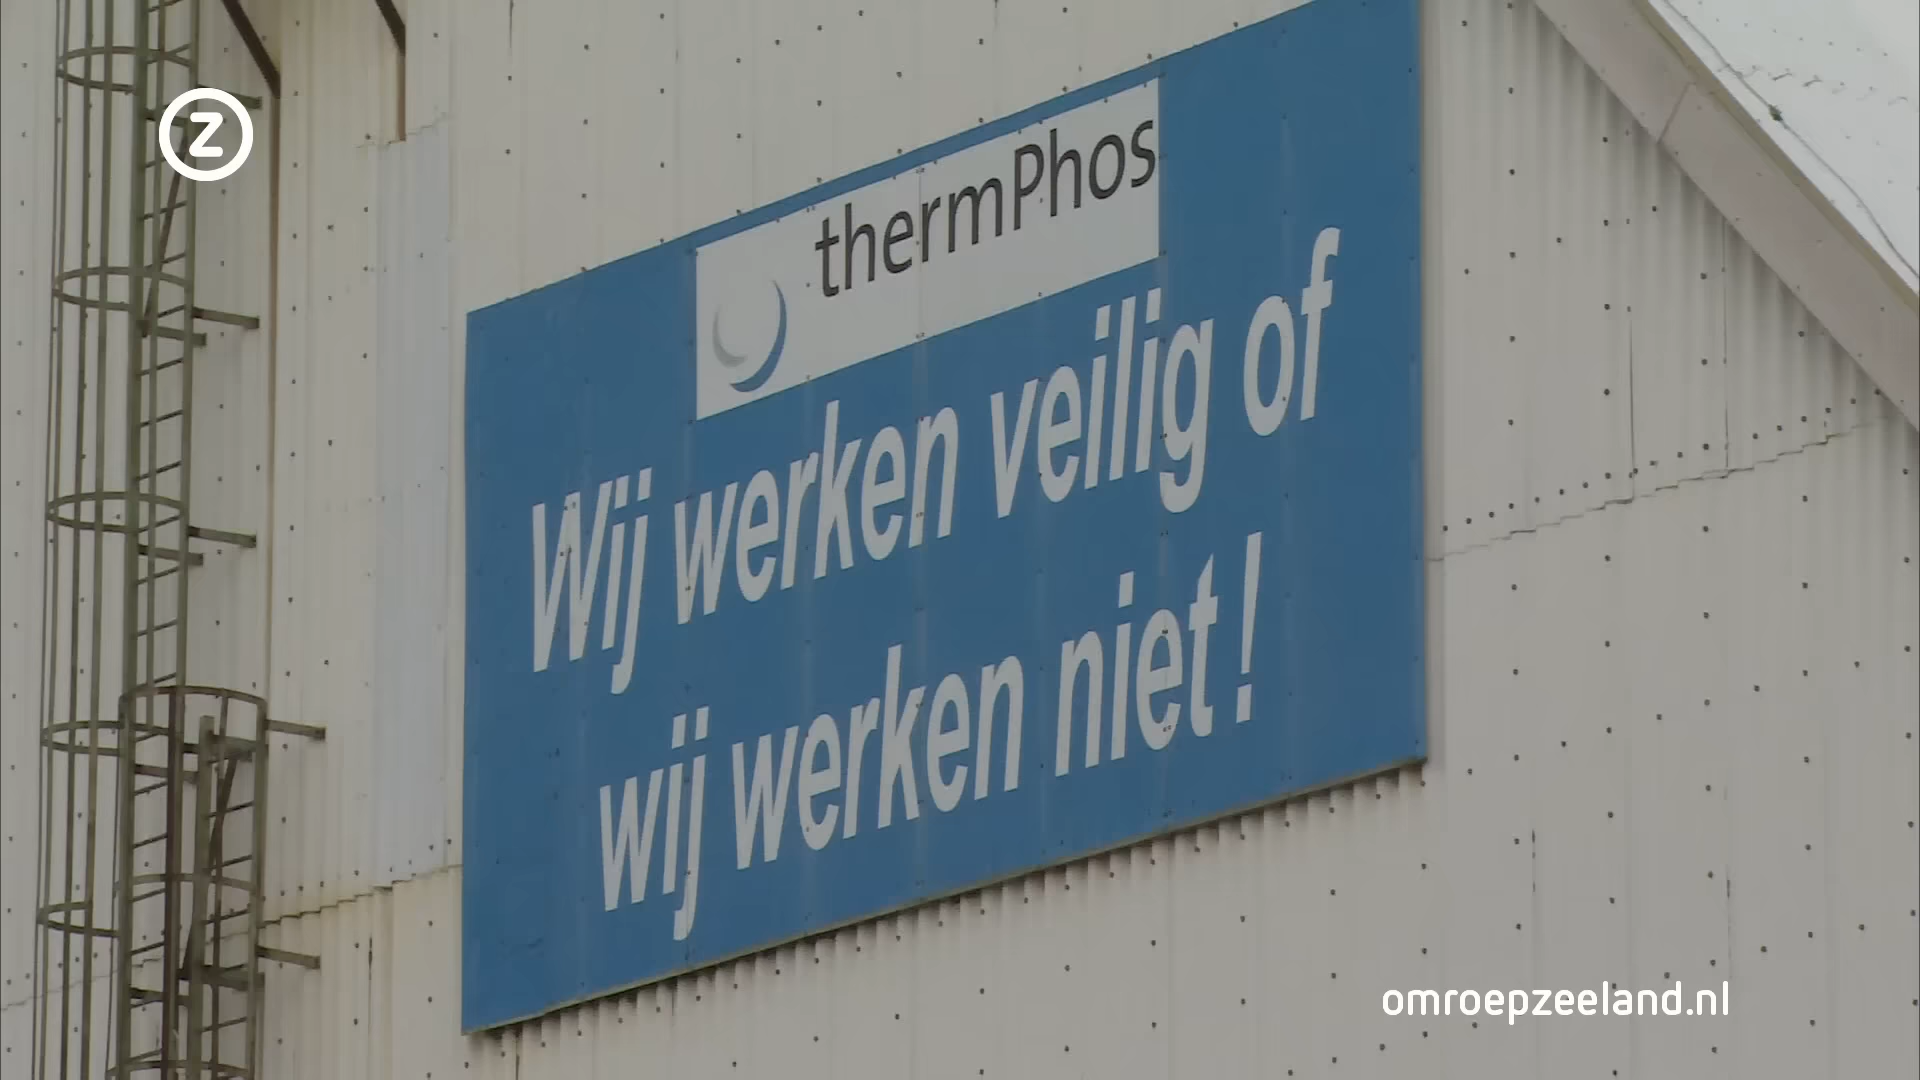 Z
thermPhos
Wij werken veilig of
wij werken niet!
omroepzeeland.nl